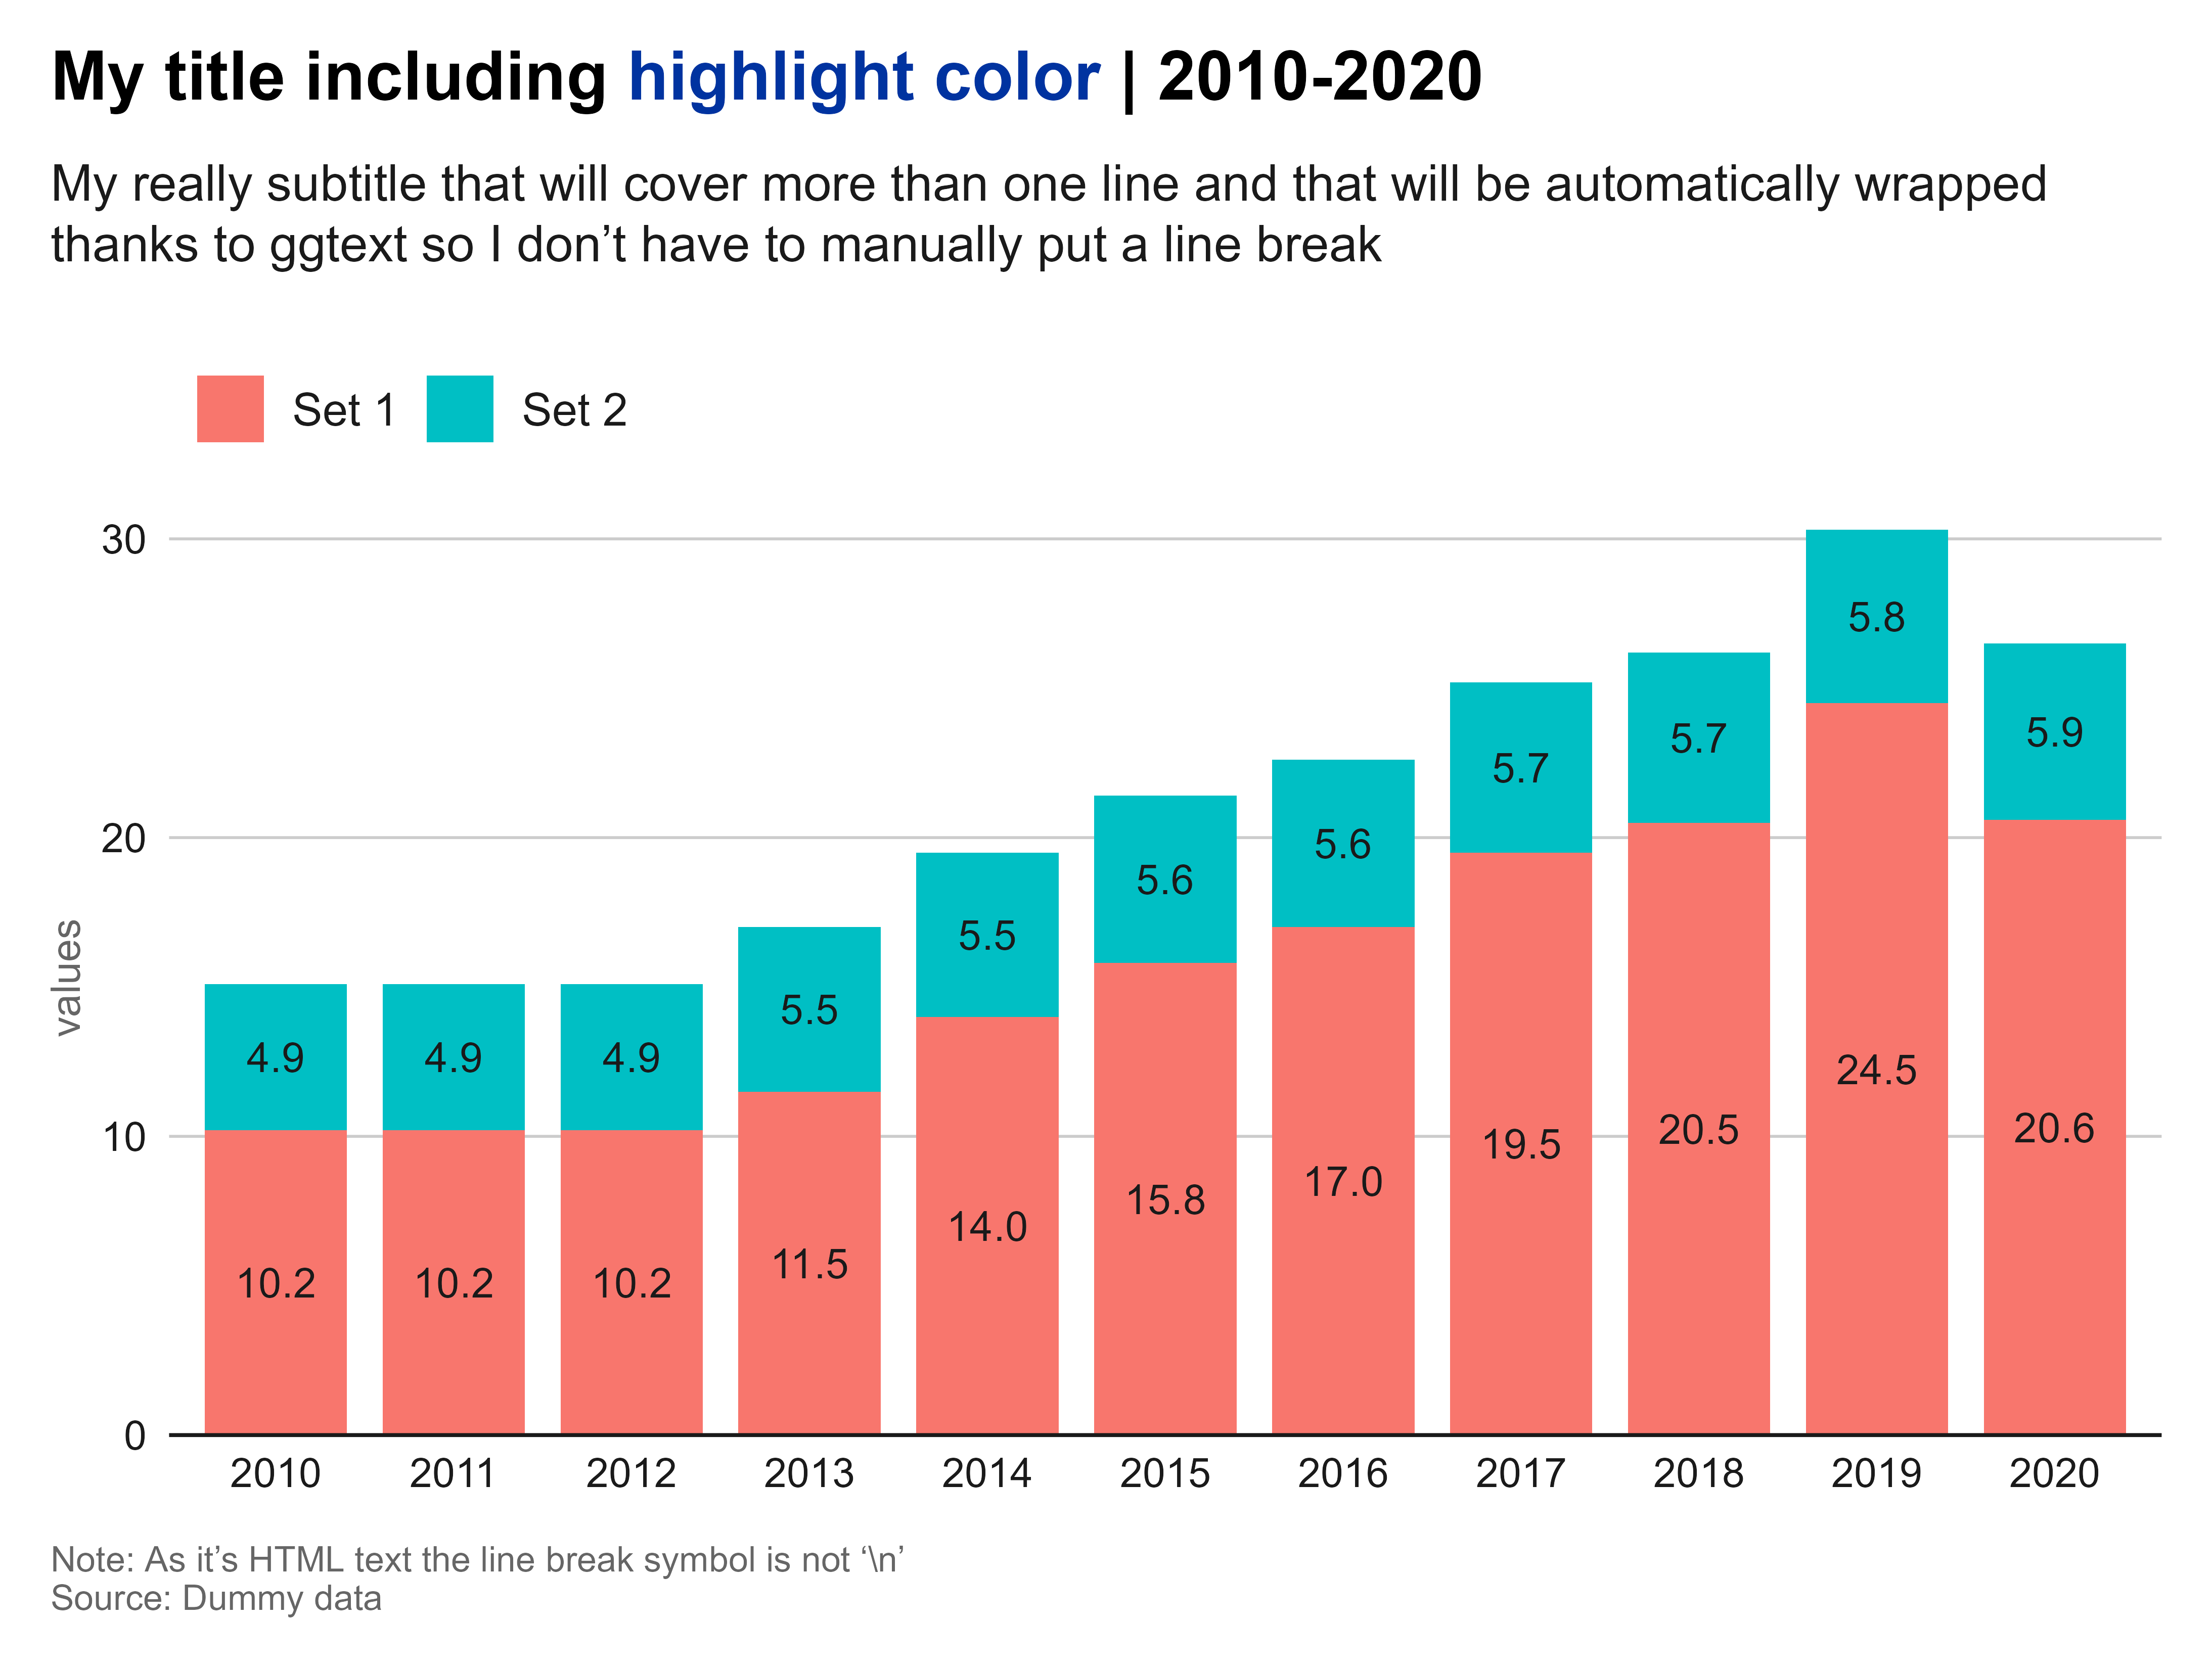 My title including highlight color | 2010-2020
My really subtitle that will cover more than one line and that will be automatically wrapped
thanks to ggtext so I don’t have to manually put a line break
Set 1 Set 2
values
30
20
10
0
4.9 4.9 4.9 5.5 5.5 5.6 5.6 5.7 5.7 5.8 5.9
10.2 10.2 10.2 11.5 14.0 15.8 17.0 19.5 20.5 24.5 20.6
2010 2011 2012 2013 2014 2015 2016 2017 2018 2019 2020
Note: As it’s HTML text the line break symbol is not ‘\n’
Source: Dummy data